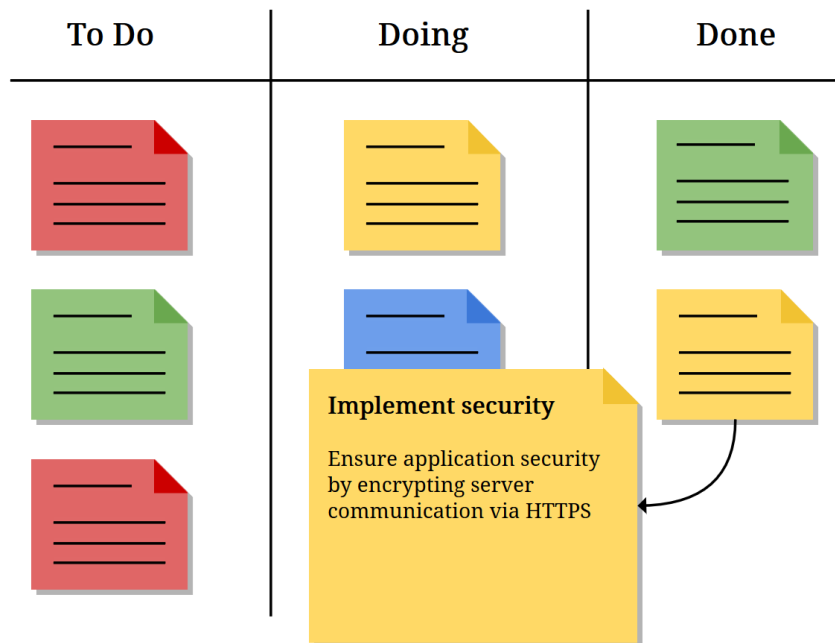 To Do
Doing
Done
Implement security
Ensure application security
by encrypting server
communication via HTTPS